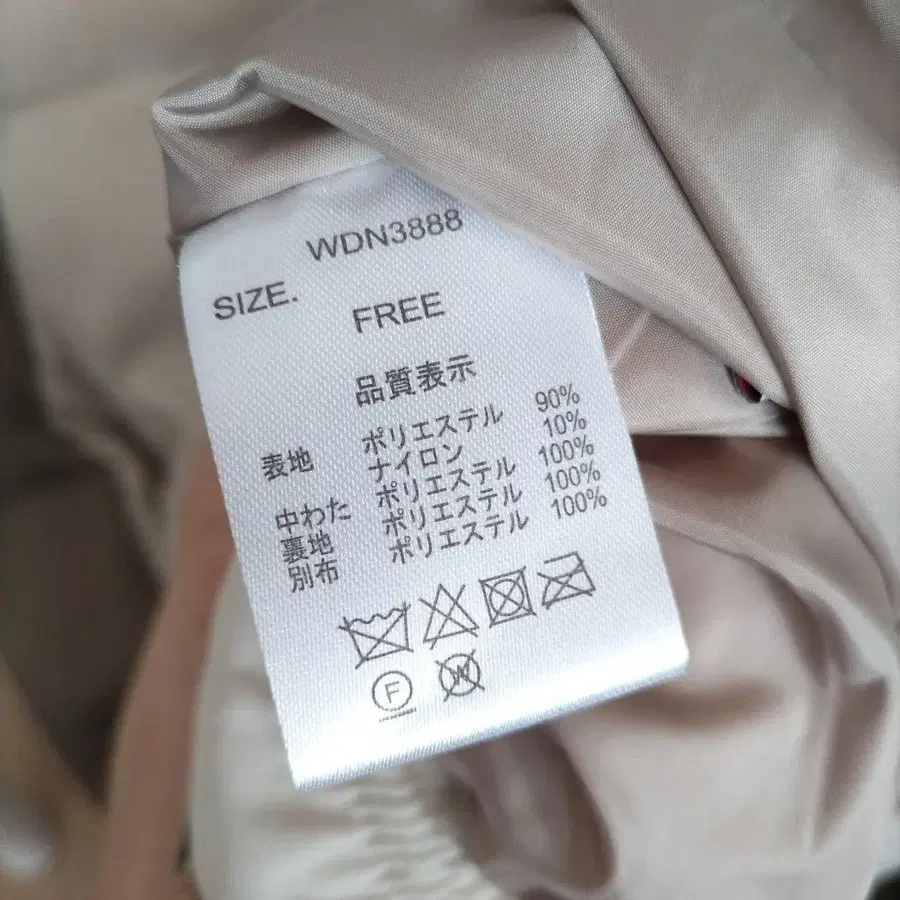 WDN3888
SIZE.
FREE
品質表示
表地 ポリエステル 90%
ナイロン 10%
中わた ポリエステル 100%
裏地 ポリエステル 100%
別布 ポリエステル 100%
F W